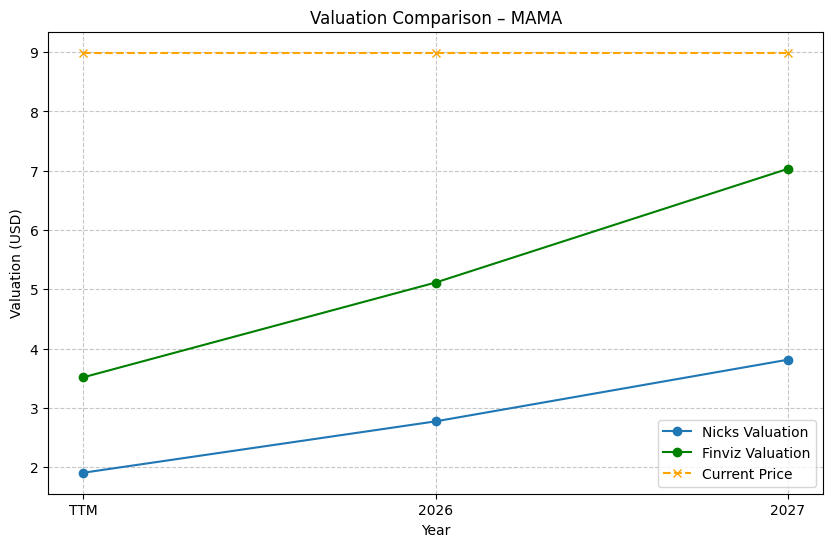 Valuation Comparison – MAMA
Valuation (USD)
9
8
7
6
5
4
3
2
TTM
2026
2027
Year
Nicks Valuation
Finviz Valuation
Current Price